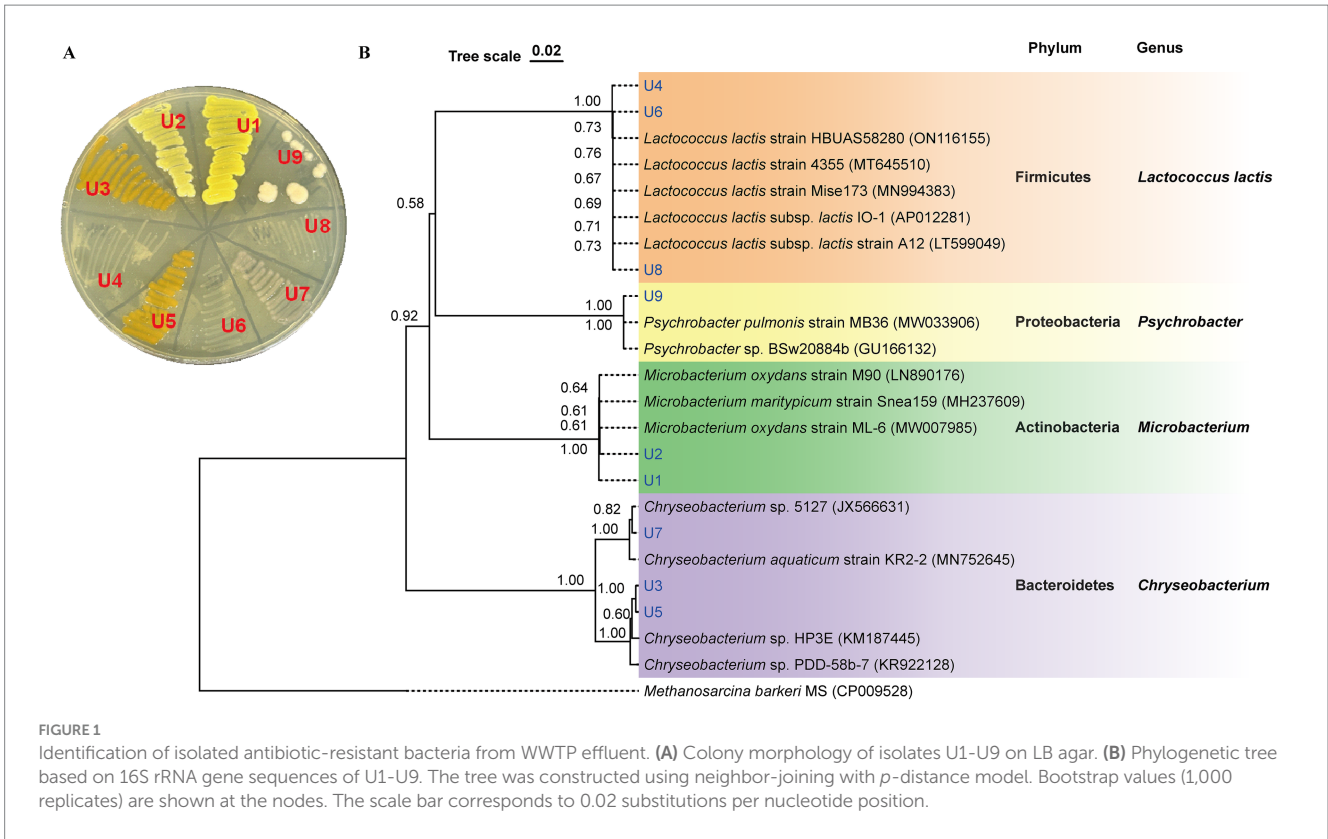 A
B
Tree scale 0.02
Phylum Genus
U1
U2
U3
U4
U5
U6
U7
U8
U9
1.00
0.73
0.76
0.67
0.69
0.71
0.73
0.58
0.92
1.00
1.00
0.64
0.61
0.61
1.00
0.82
1.00
1.00
1.00
0.60
1.00
U4
U6
Lactococcus lactis strain HBUAS58280 (ON116155)
Lactococcus lactis strain 4355 (MT645510)
Lactococcus lactis strain Mise173 (MN994383)
Lactococcus lactis subsp. lactis IO-1 (AP012281)
Lactococcus lactis subsp. lactis strain A12 (LT599049)
U8
Firmicutes Lactococcus lactis
U9
Psychrobacter pulmonis strain MB36 (MW033906)
Psychrobacter sp. BSw20884b (GU166132)
Proteobacteria Psychrobacter
Microbacterium oxydans strain M90 (LN890176)
Microbacterium maritypicum strain Snea159 (MH237609)
Microbacterium oxydans strain ML-6 (MW007985)
U2
U1
Actinobacteria Microbacterium
Chryseobacterium sp. 5127 (JX566631)
U7
Chryseobacterium aquaticum strain KR2-2 (MN752645)
U3
U5
Chryseobacterium sp. HP3E (KM187445)
Chryseobacterium sp. PDD-58b-7 (KR922128)
Bacteroidetes Chryseobacterium
Methanosarcina barkeri MS (CP009528)
FIGURE 1
Identification of isolated antibiotic-resistant bacteria from WWTP effluent. (A) Colony morphology of isolates U1-U9 on LB agar. (B) Phylogenetic tree
based on 16S rRNA gene sequences of U1-U9. The tree was constructed using neighbor-joining with p-distance model. Bootstrap values (1,000
replicates) are shown at the nodes. The scale bar corresponds to 0.02 substitutions per nucleotide position.